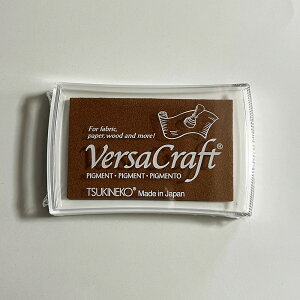 For fabric,
paper, wood and more!
VersaCraft®
PIGMENT • PIGMENT • PIGMENTO
TSUKINEKO® Made in Japan